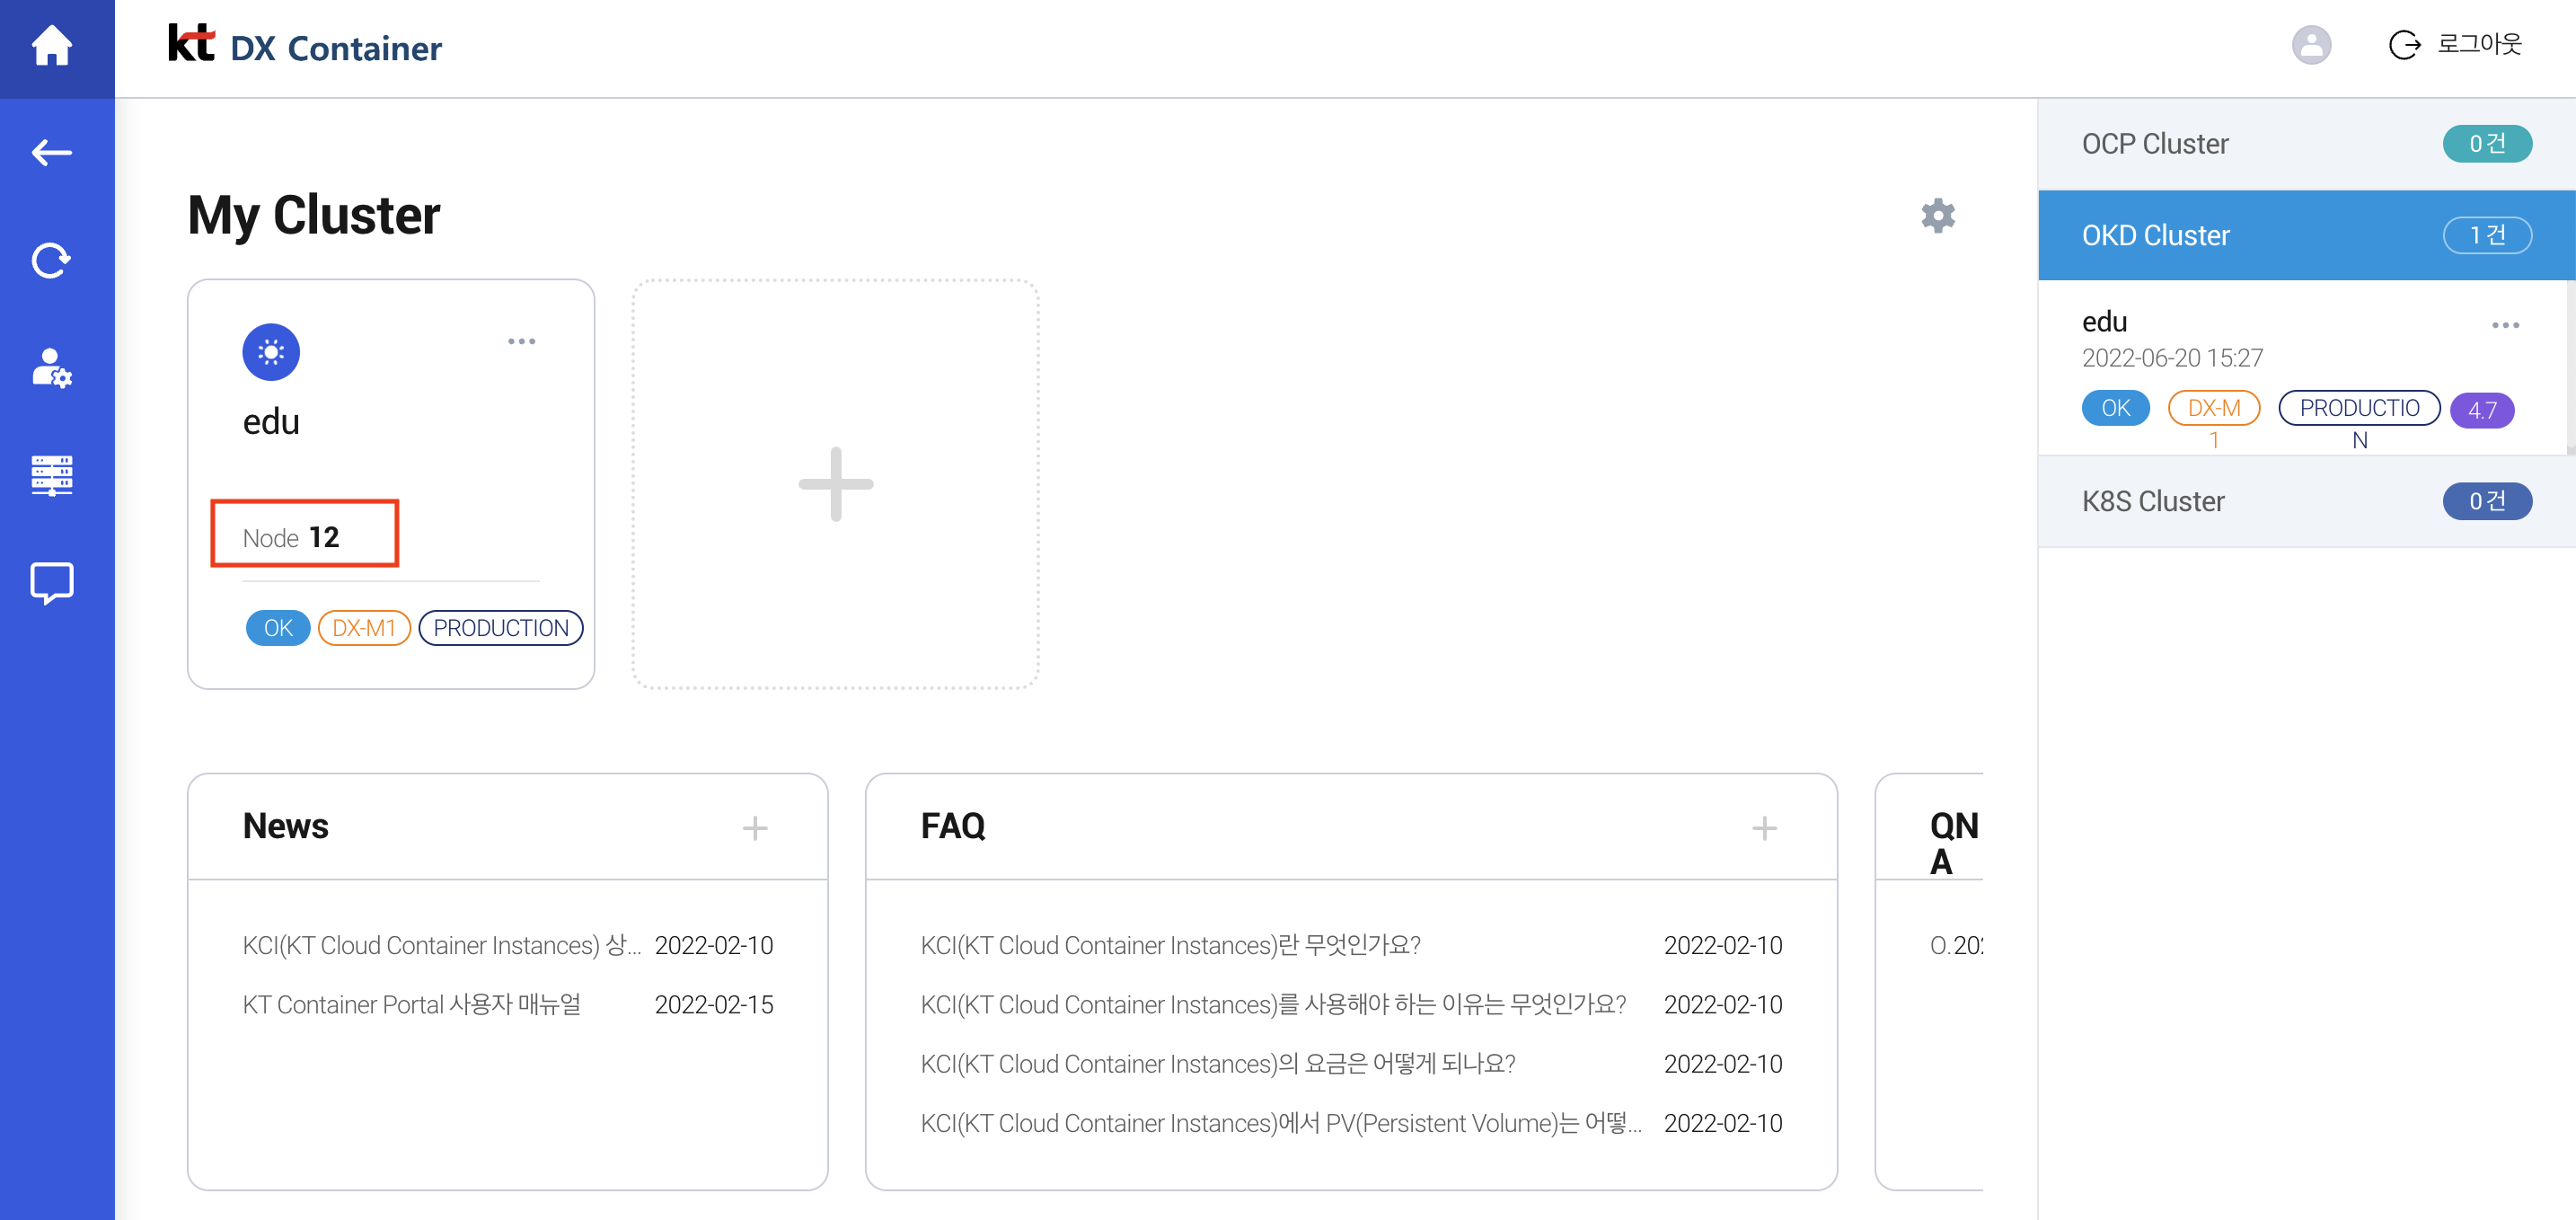 kt DX Container
로그아웃
My Cluster
edu
Node 12
OK DX-M1 PRODUCTION
OCP Cluster 0 건
OKD Cluster 1 건
edu
2022-06-20 15:27
OK DX-M PRODUCTIO 4.7
1 N
K8S Cluster 0 건
News
KCI(KT Cloud Container Instances) 상... 2022-02-10
KT Container Portal 사용자 매뉴얼 2022-02-15
FAQ
KCI(KT Cloud Container Instances)란 무엇인가요? 2022-02-10
KCI(KT Cloud Container Instances)를 사용해야 하는 이유는 무엇인가요? 2022-02-10
KCI(KT Cloud Container Instances)의 요금은 어떻게 되나요? 2022-02-10
KCI(KT Cloud Container Instances)에서 PV(Persistent Volume)는 어떻... 2022-02-10
QN
A